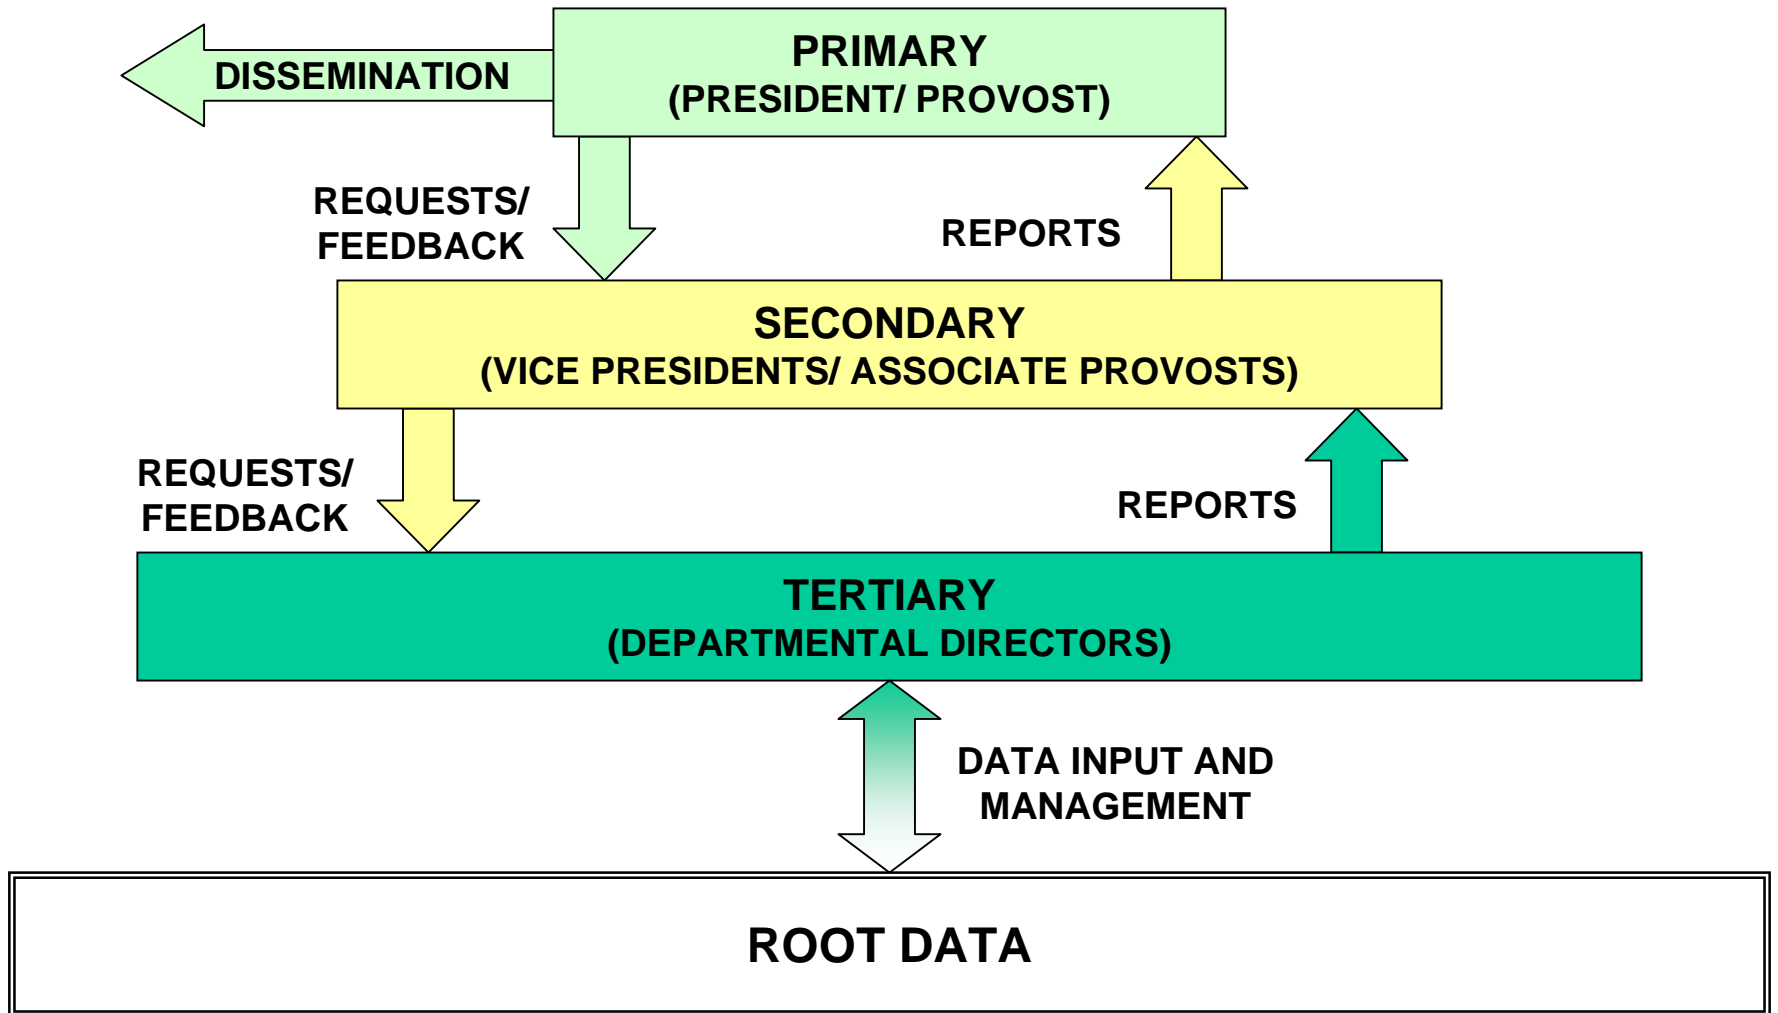 PRIMARY
(PRESIDENT/ PROVOST)
DISSEMINATION
REQUESTS/
FEEDBACK
REPORTS
SECONDARY
(VICE PRESIDENTS/ ASSOCIATE PROVOSTS)
REQUESTS/
FEEDBACK
REPORTS
TERTIARY
(DEPARTMENTAL DIRECTORS)
DATA INPUT AND
MANAGEMENT
ROOT DATA